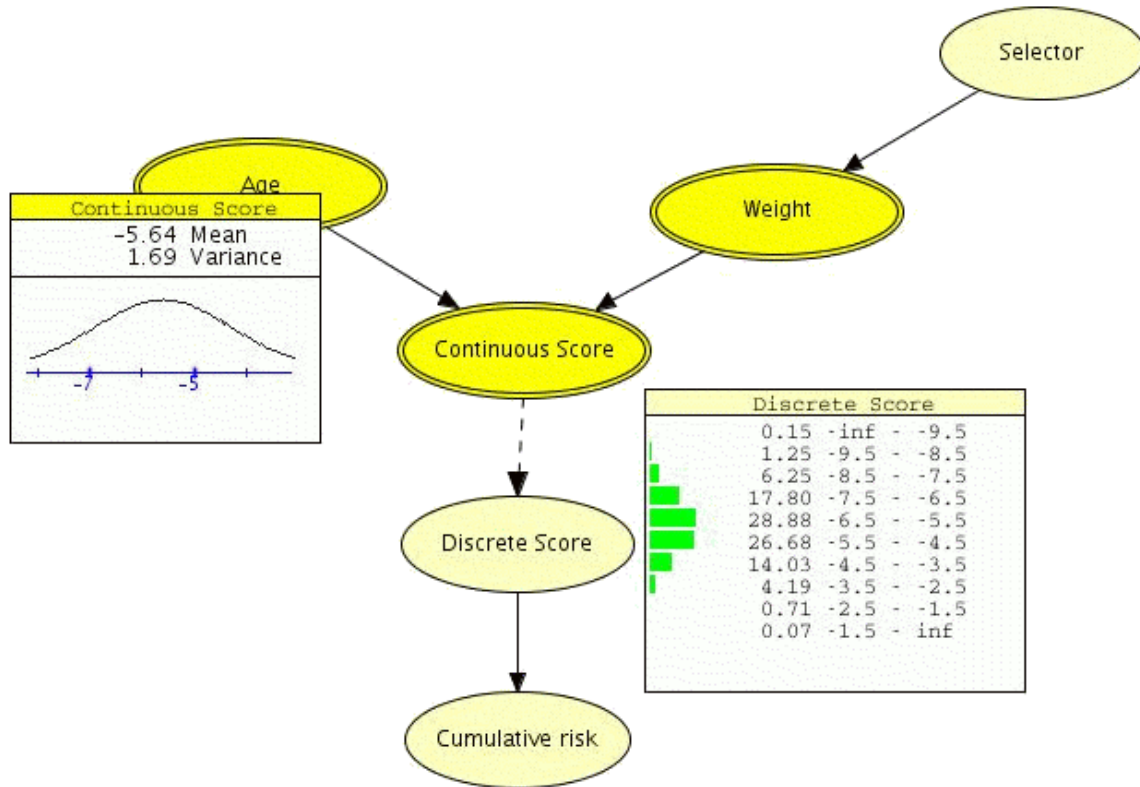 Selector
Age
Weight
Continuous Score
-5.64 Mean
1.69 Variance
-7 -5
Continuous Score
Discrete Score
0.15 -inf - -9.5
1.25 -9.5 - -8.5
6.25 -8.5 - -7.5
17.80 -7.5 - -6.5
28.88 -6.5 - -5.5
26.68 -5.5 - -4.5
14.03 -4.5 - -3.5
4.19 -3.5 - -2.5
0.71 -2.5 - -1.5
0.07 -1.5 - inf
Discrete Score
Cumulative risk